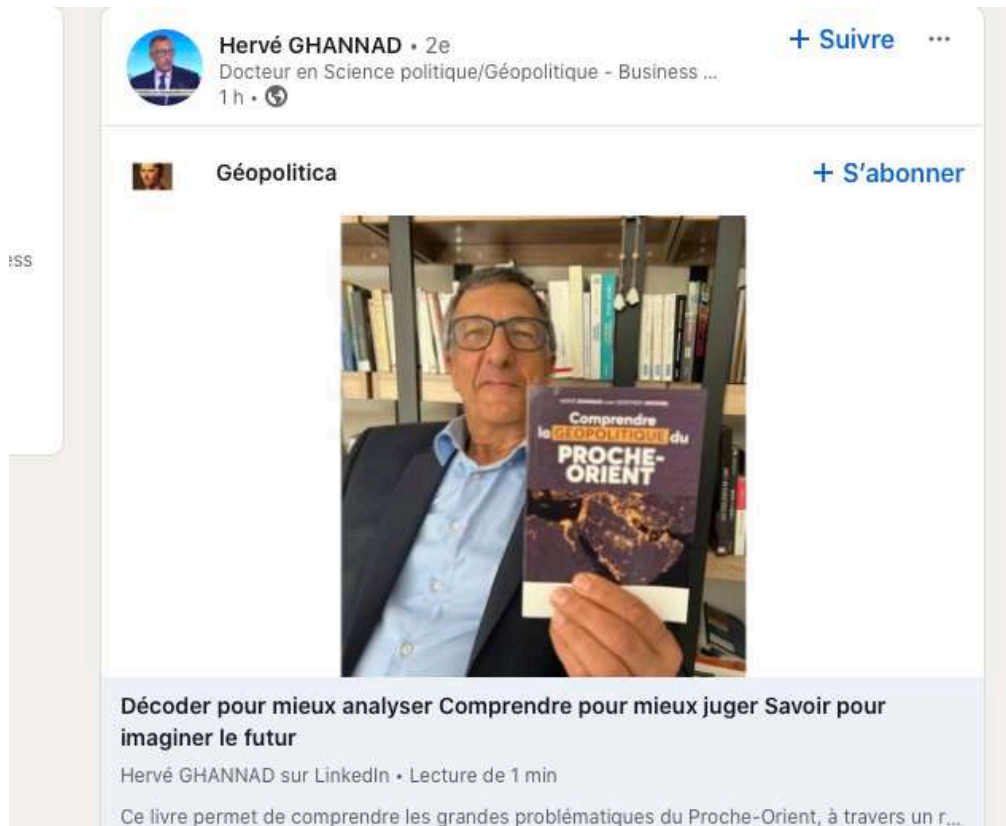 ess
Hervé GHANNAD • 2e
+ Suivre ...
Docteur en Science politique/Géopolitique - Business ...
1 h •
Géopolitica
+ S'abonner
Comprendre
la GÉOPOLITIQUE du
PROCHE-
ORIENT
Décoder pour mieux analyser Comprendre pour mieux juger Savoir pour
imaginer le futur
Hervé GHANNAD sur LinkedIn • Lecture de 1 min
Ce livre permet de comprendre les grandes problématiques du Proche-Orient, à travers un r...